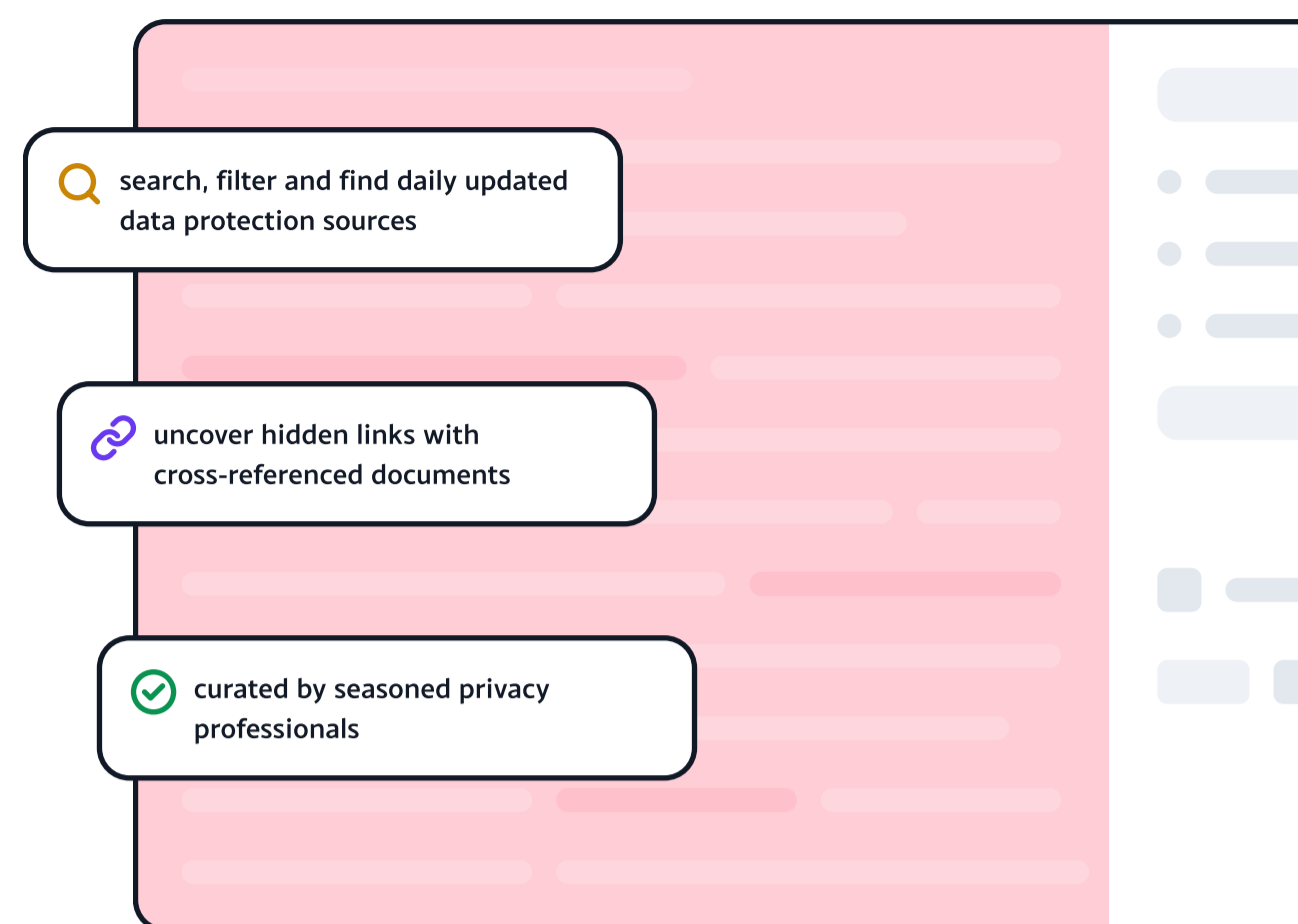 search, filter and find daily updated
data protection sources
uncover hidden links with
cross-referenced documents
curated by seasoned privacy
professionals